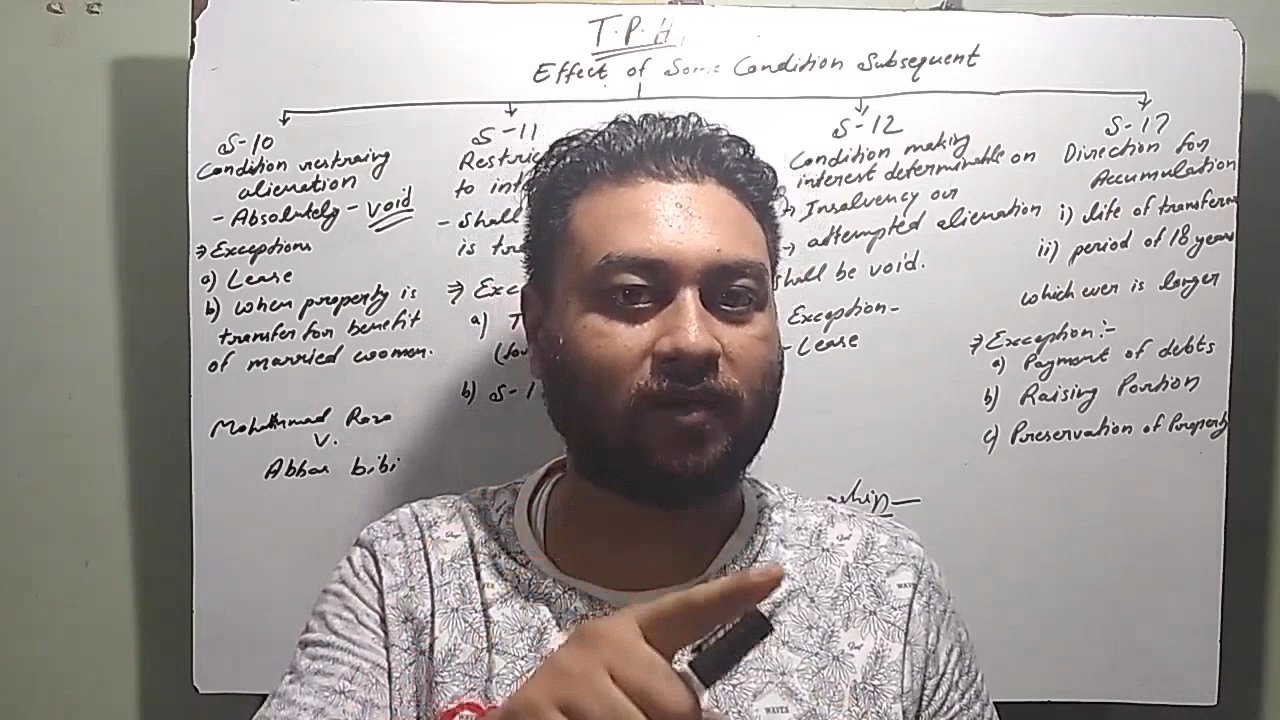 T.P.H.
Effect of Some Condition Subsequent
S-10
Condition restraing
alienation
- Absolutely - void
⇒ Exceptions
a) Lease
b) when property is
transfer for benefit
of married women.
Mohammad Raza
V.
Abbas bibi
S-11
Restric
to int
- Shall
is tra
⇒ Exc
a) T
b) S-1
S-12
Condition making
interest determinable on
Insalvency or
attempted alienation
shall be void.
Exception-
- Lease
S-17
Direction for
Accumulation
i) life of transferor
ii) period of 18 years
which ever is longer
⇒ Exception:-
a) Payment of debts
b) Raising Portion
c) Preservation of Property
WAVES